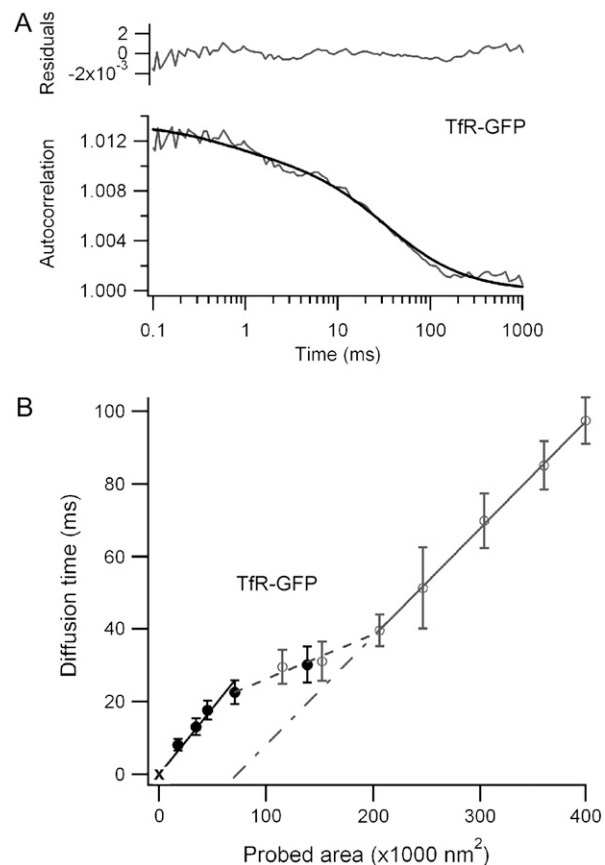 A
Residuals
2
0
-2x10-3
TfR-GFP
Autocorrelation
1.012
1.008
1.004
1.000
0.1 1 10 100 1000
Time (ms)
B
Diffusion time (ms)
100
80
60
40
20
0
TfR-GFP
x
0 100 200 300 400
Probed area (x1000 nm2)